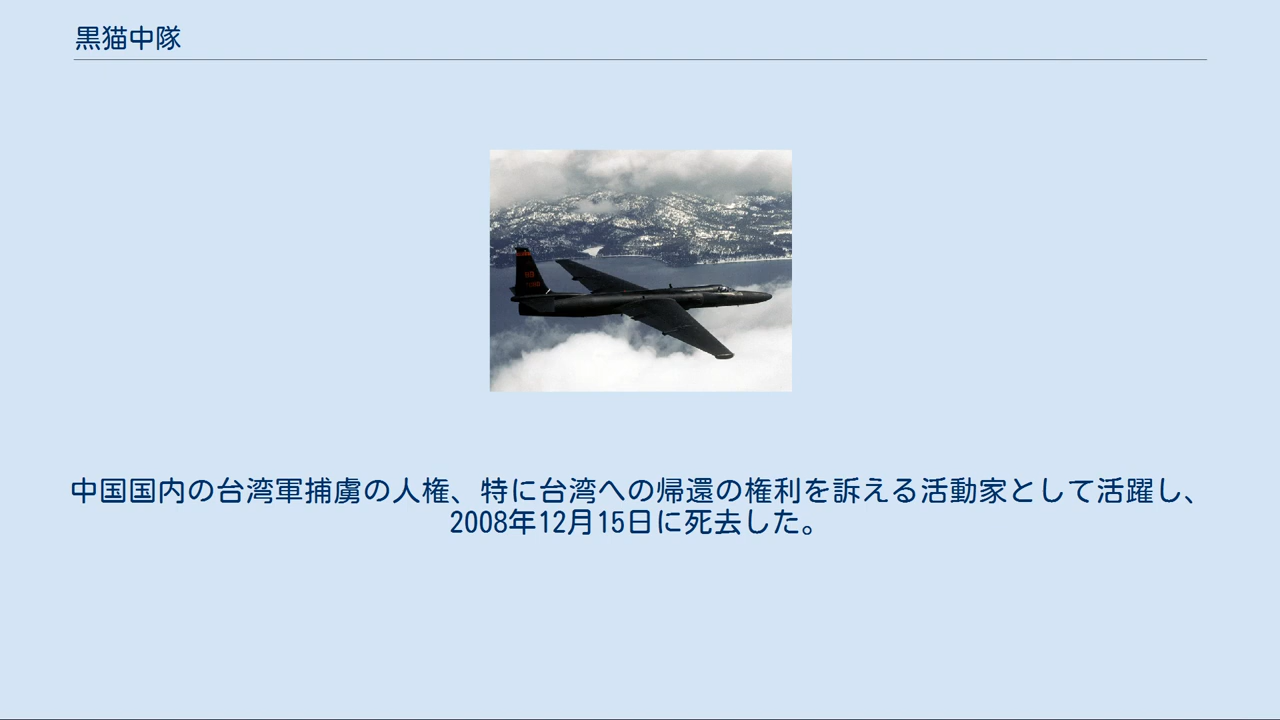 黒猫中隊
中国国内の台湾軍捕虜の人権、特に台湾への帰還の権利を訴える活動家として活躍し、
2008年12月15日に死去した。